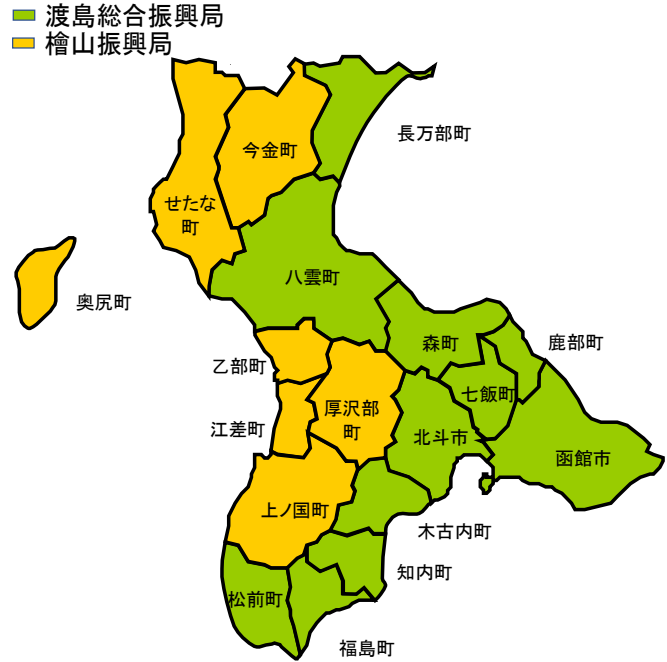 渡島総合振興局
檜山振興局
長万部町
今金町
せたな
町
八雲町
奥尻町
森町
鹿部町
乙部町
七飯町
厚沢部
町
江差町
北斗市
函館市
上ノ国町
木古内町
知内町
松前町
福島町